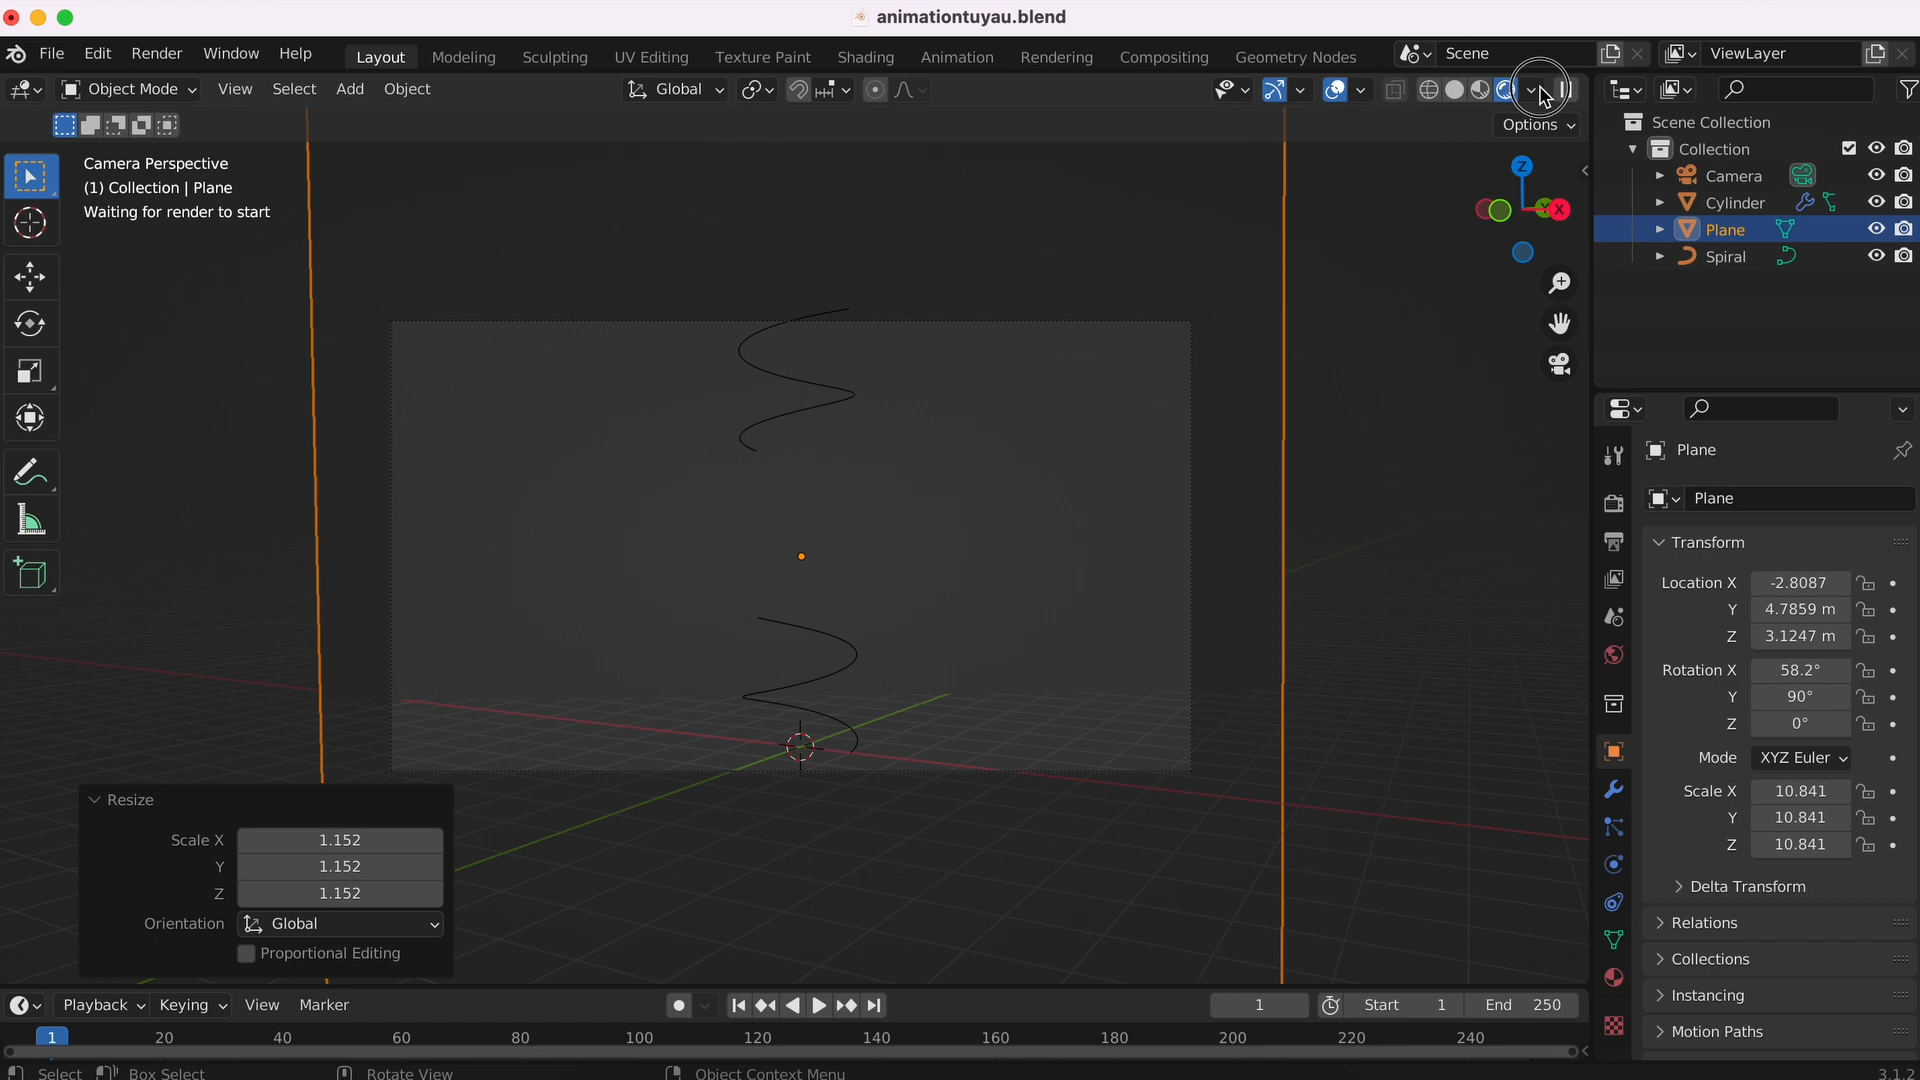 animationtuyau.blend
File Edit Render Window Help Layout Modeling Sculpting UV Editing Texture Paint Shading Animation Rendering Compositing Geometry Nodes Scene ViewLayer
Object Mode View Select Add Object Global
Options
Camera Perspective
(1) Collection | Plane
Waiting for render to start
Z
Y
X
Scene Collection
Collection
Camera
Cylinder
Plane
Spiral
Plane
Plane
Transform
Location X -2.8087
Y 4.7859 m
Z 3.1247 m
Rotation X 58.2°
Y 90°
Z 0°
Mode XYZ Euler
Scale X 10.841
Y 10.841
Z 10.841
Delta Transform
Relations
Collections
Instancing
Motion Paths
Resize
Scale X 1.152
Y 1.152
Z 1.152
Orientation Global
Proportional Editing
Playback Keying View Marker 1 Start 1 End 250
1 20 40 60 80 100 120 140 160 180 200 220 240
Select Box Select Rotate View Object Context Menu 3.1.2